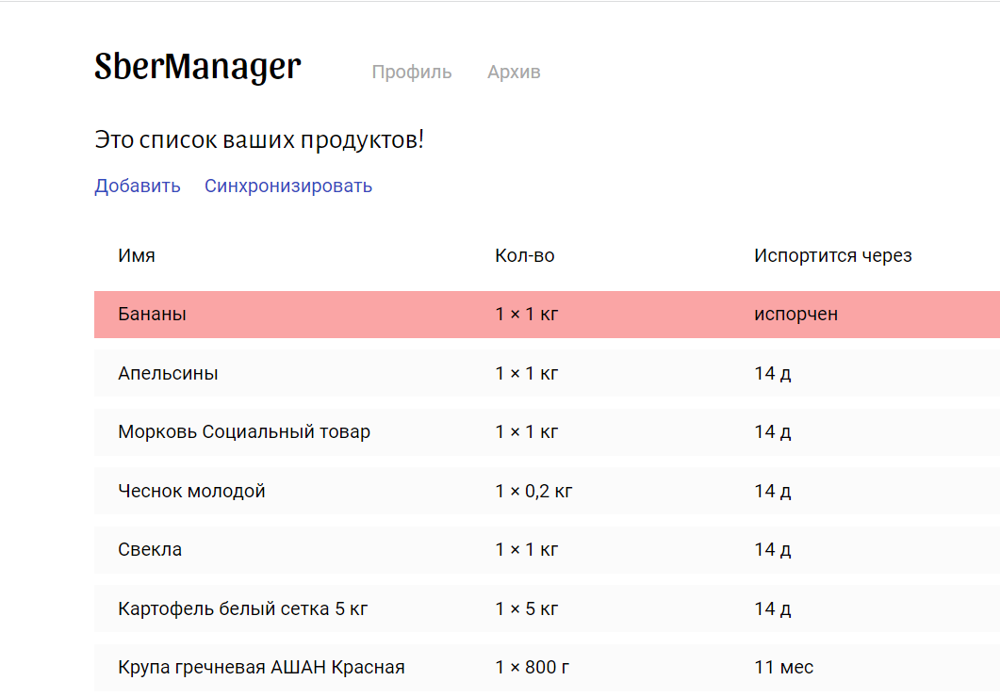 SberManager Профиль Архив
Это список ваших продуктов!
Добавить Синхронизировать
Имя Кол-во Испортится через
Бананы 1 × 1 кг испорчен
Апельсины 1 × 1 кг 14 д
Морковь Социальный товар 1 × 1 кг 14 д
Чеснок молодой 1 × 0,2 кг 14 д
Свекла 1 × 1 кг 14 д
Картофель белый сетка 5 кг 1 × 5 кг 14 д
Крупа гречневая АШАН Красная 1 × 800 г 11 мес